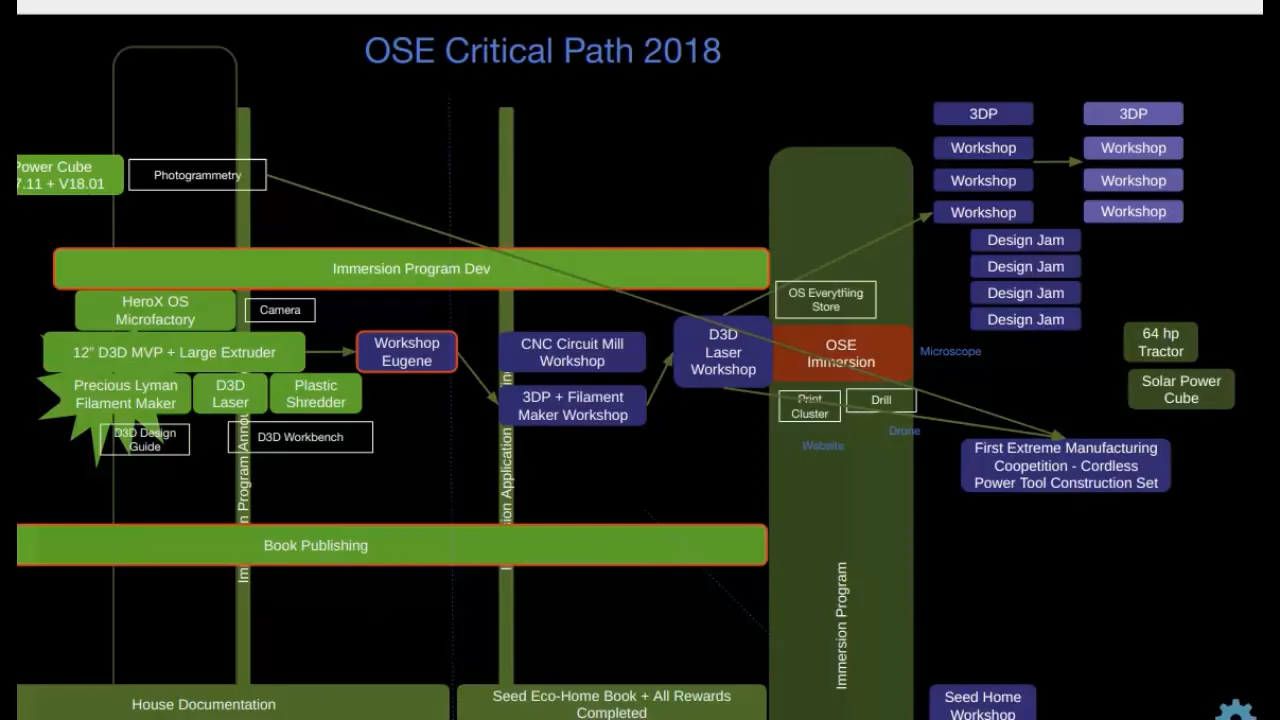 OSE Critical Path 2018
3DP
3DP
Workshop
Workshop
Power Cube
7.11 + V18.01
Photogrammetry
Workshop
Workshop
Workshop
Workshop
Design Jam
Design Jam
Design Jam
Design Jam
Immersion Program Dev
HeroX OS
Microfactory
Camera
OS Everything
Store
12" D3D MVP + Large Extruder
Workshop
Eugene
CNC Circuit Mill
Workshop
D3D
Laser
Workshop
OSE
Immersion
Microscope
64 hp
Tractor
Precious Lyman
Filament Maker
D3D
Laser
Plastic
Shredder
3DP + Filament
Maker Workshop
Print
Cluster
Drill
Solar Power
Cube
D3D Design
Guide
D3D Workbench
Website
Drone
First Extreme Manufacturing
Coopetition - Cordless
Power Tool Construction Set
Program
Application
Book Publishing
Immersion Program
House Documentation
Seed Eco-Home Book + All Rewards
Completed
Seed Home
Workshop